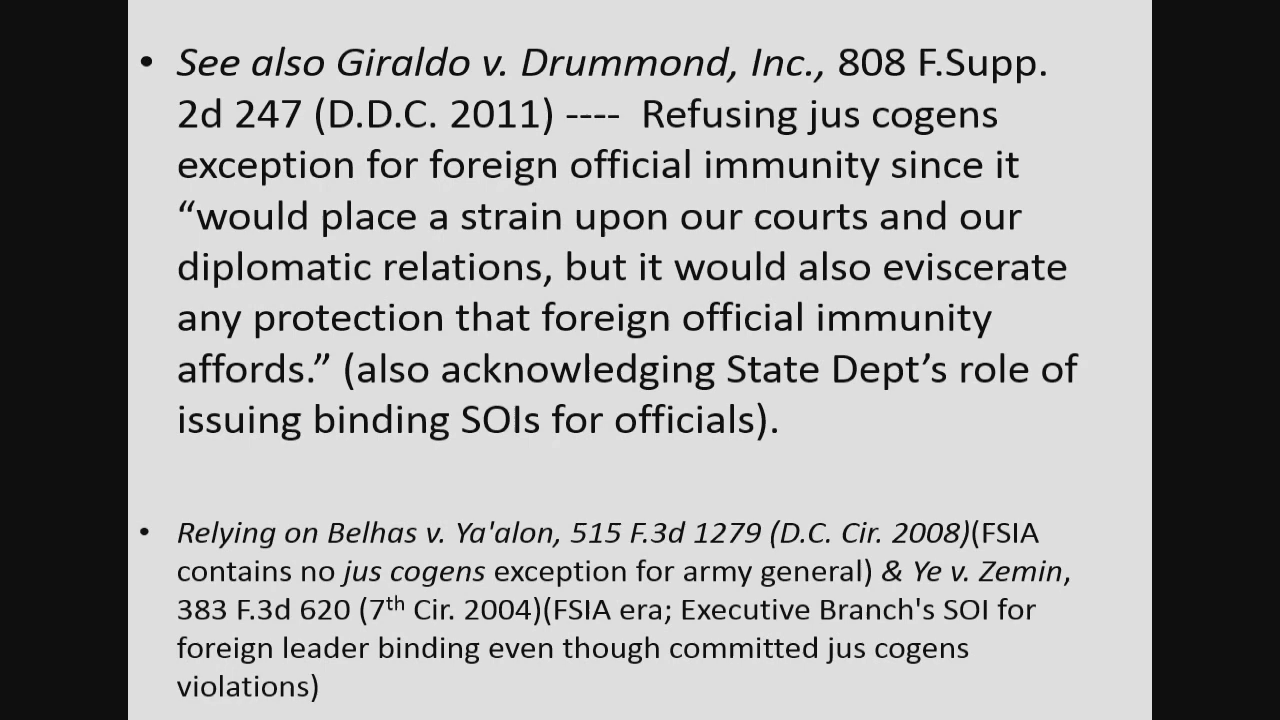 • See also Giraldo v. Drummond, Inc., 808 F.Supp.
2d 247 (D.D.C. 2011) ---- Refusing jus cogens
exception for foreign official immunity since it
“would place a strain upon our courts and our
diplomatic relations, but it would also eviscerate
any protection that foreign official immunity
affords.” (also acknowledging State Dept’s role of
issuing binding SOIs for officials).
• Relying on Belhas v. Ya'alon, 515 F.3d 1279 (D.C. Cir. 2008)(FSIA
contains no jus cogens exception for army general) & Ye v. Zemin,
383 F.3d 620 (7th Cir. 2004)(FSIA era; Executive Branch's SOI for
foreign leader binding even though committed jus cogens
violations)